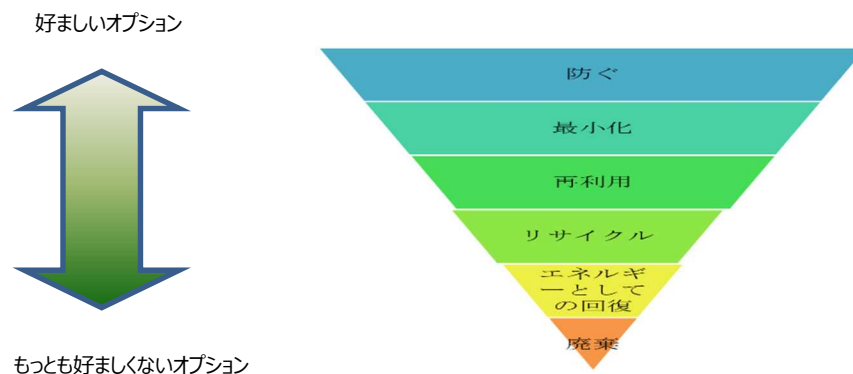 好ましいオプション
防ぐ
最小化
再利用
リサイクル
エネルギ
ーとして
の回復
廃棄
もっとも好ましくないオプション